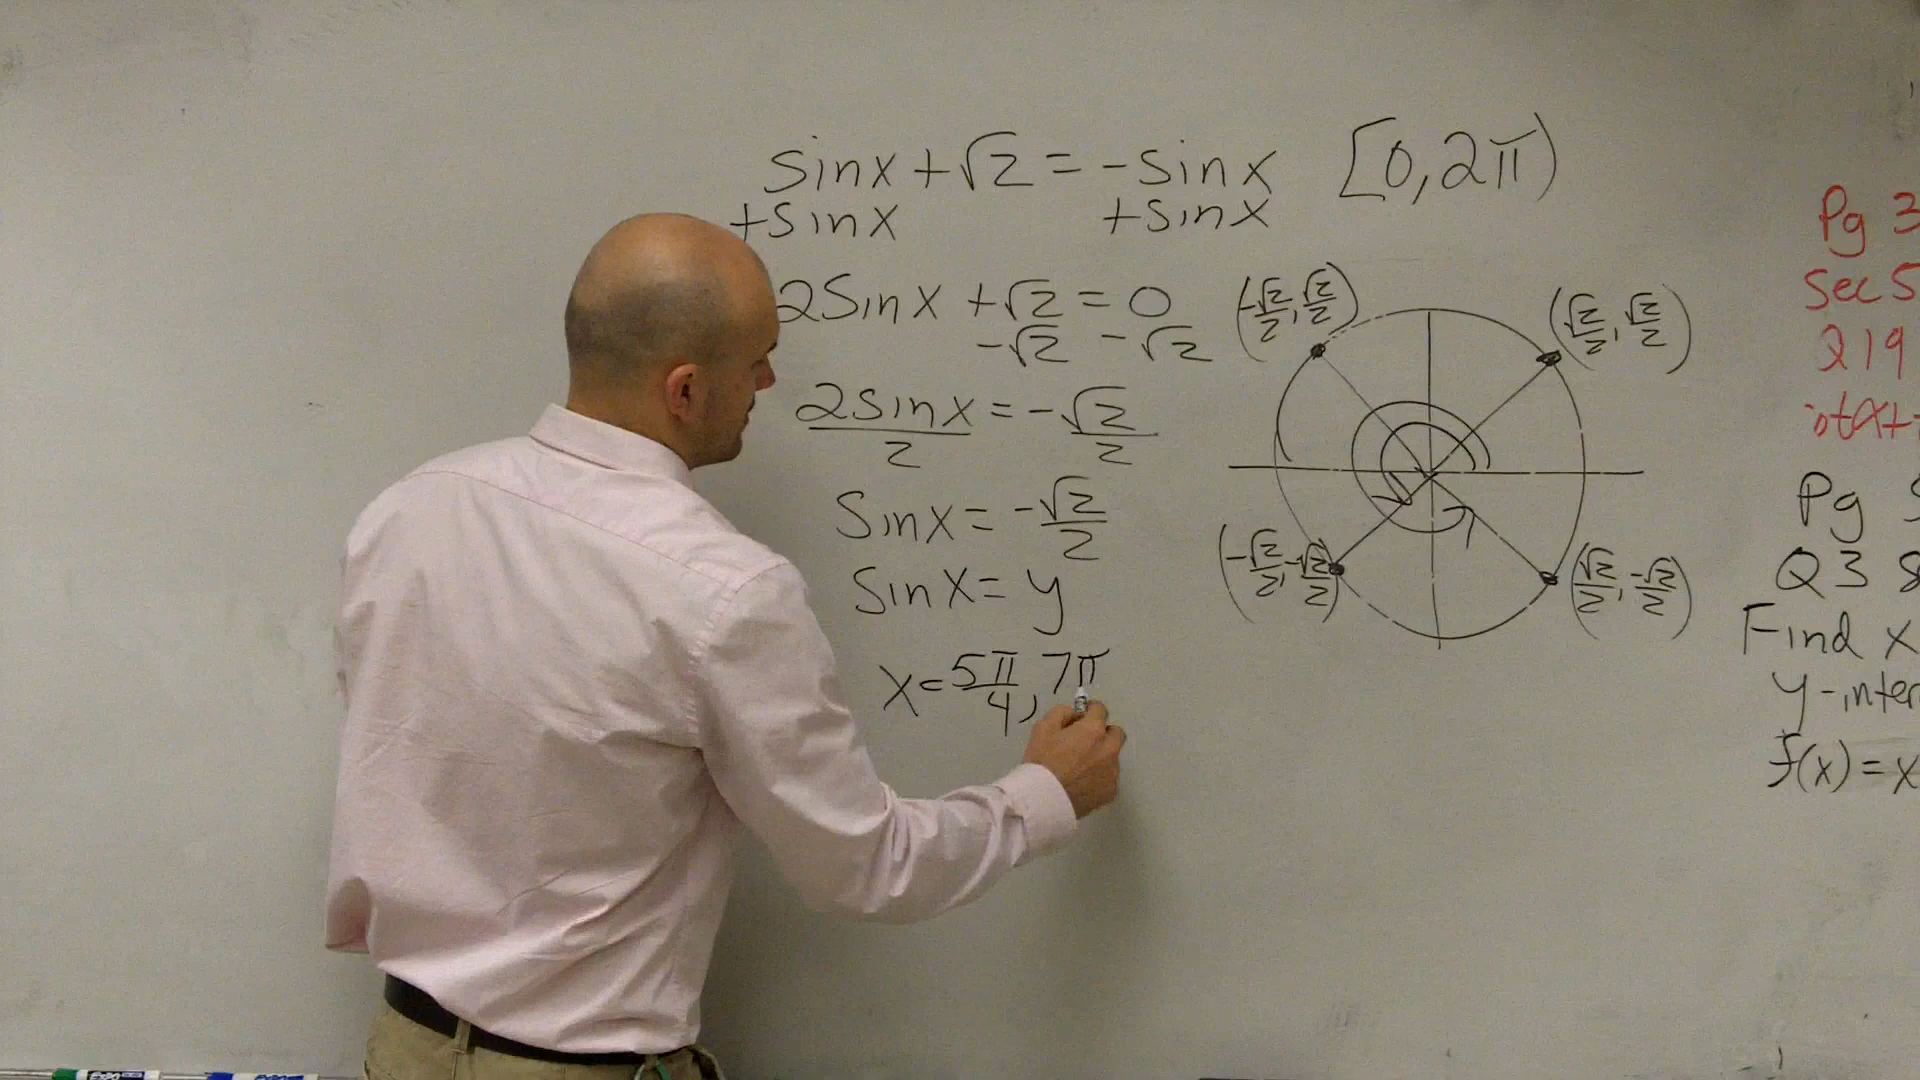 sinx + √2 = -sinx [0, 2π)
+sinx +sinx
2sinx + √2 = 0
-√2 -√2
2sinx = -√2
2 2
sinx = -√2/2
sinx = y
x = 5π/4, 7π
(-√2/2, √2/2)
(√2/2, √2/2)
(-√2/2, -√2/2)
(√2/2, -√2/2)
Pg 3
Sec 5
219
Pg
Q3 8
Find x
y-inter
f(x) = x
EXPO